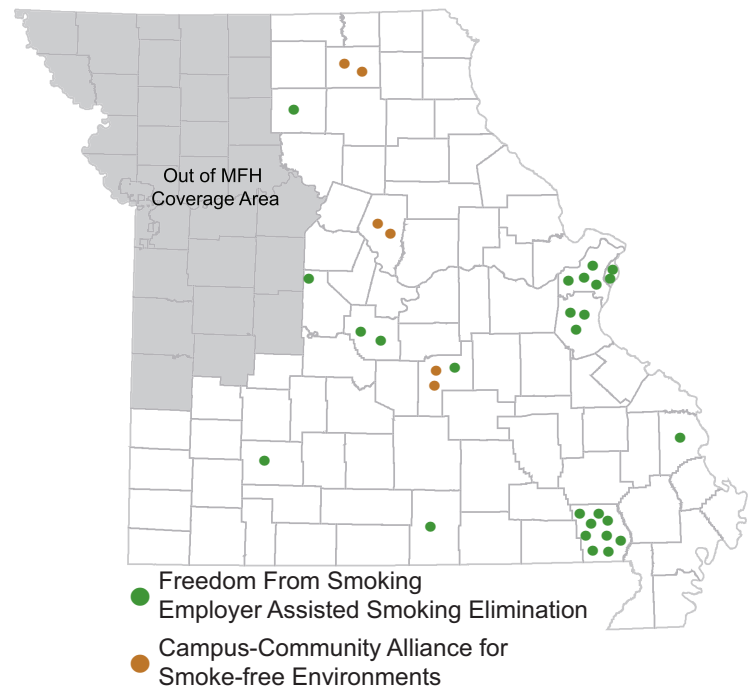 Out of MFH
Coverage Area
Freedom From Smoking
Employer Assisted Smoking Elimination
Campus-Community Alliance for
Smoke-free Environments